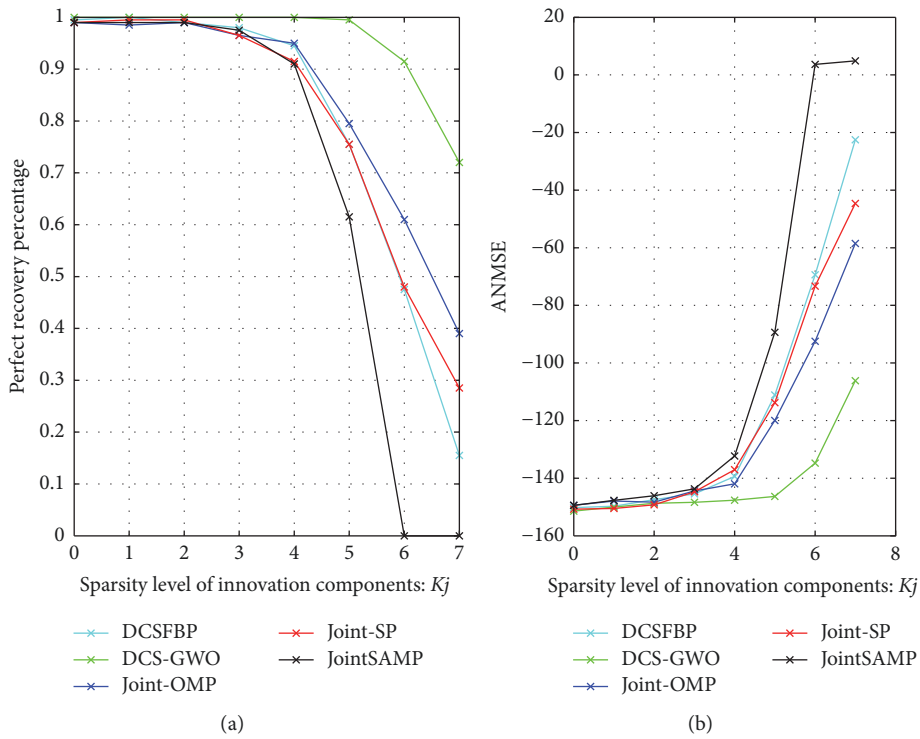 1
0.9
0.8
0.7
0.6
0.5
0.4
0.3
0.2
0.1
0
Perfect recovery percentage
0 1 2 3 4 5 6 7
Sparsity level of innovation components: Kj
DCSFBP
DCS-GWO
Joint-OMP
Joint-SP
JointSAMP
(a)
20
0
−20
−40
−60
−80
−100
−120
−140
−160
ANMSE
0 2 4 6 8
Sparsity level of innovation components: Kj
DCSFBP
DCS-GWO
Joint-OMP
Joint-SP
JointSAMP
(b)